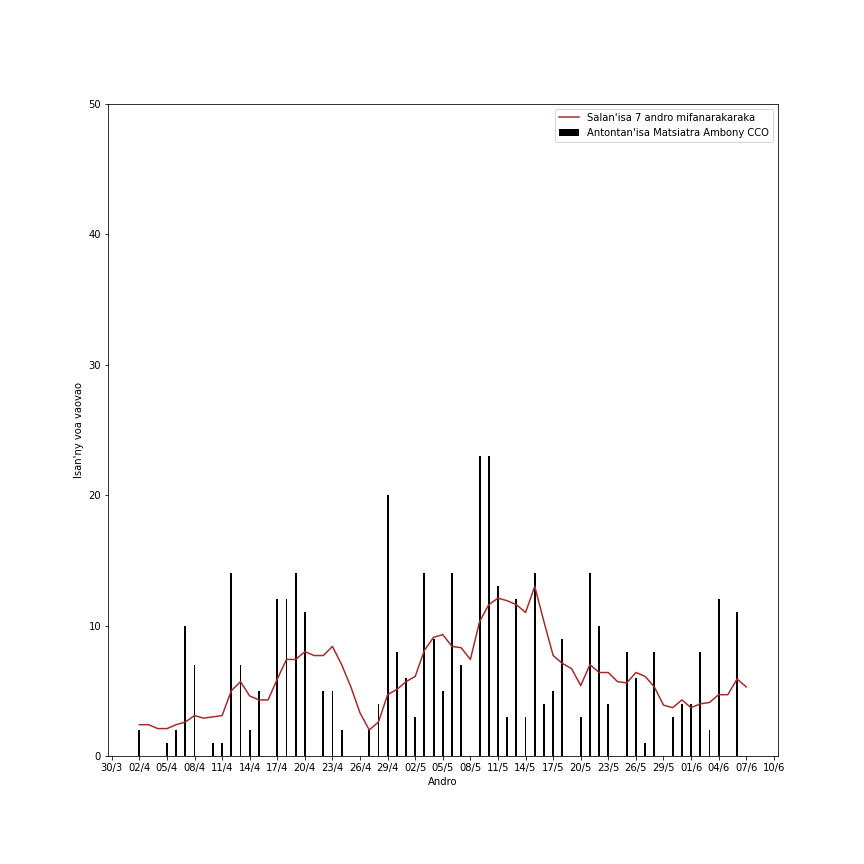 Salan'isa 7 andro mifanarakaraka
Antontan'isa Matsiatra Ambony CCO
50
40
30
20
10
0
Isan'ny voa vaovao
30/3 02/4 05/4 08/4 11/4 14/4 17/4 20/4 23/4 26/4 29/4 02/5 05/5 08/5 11/5 14/5 17/5 20/5 23/5 26/5 29/5 01/6 04/6 07/6 10/6
Andro